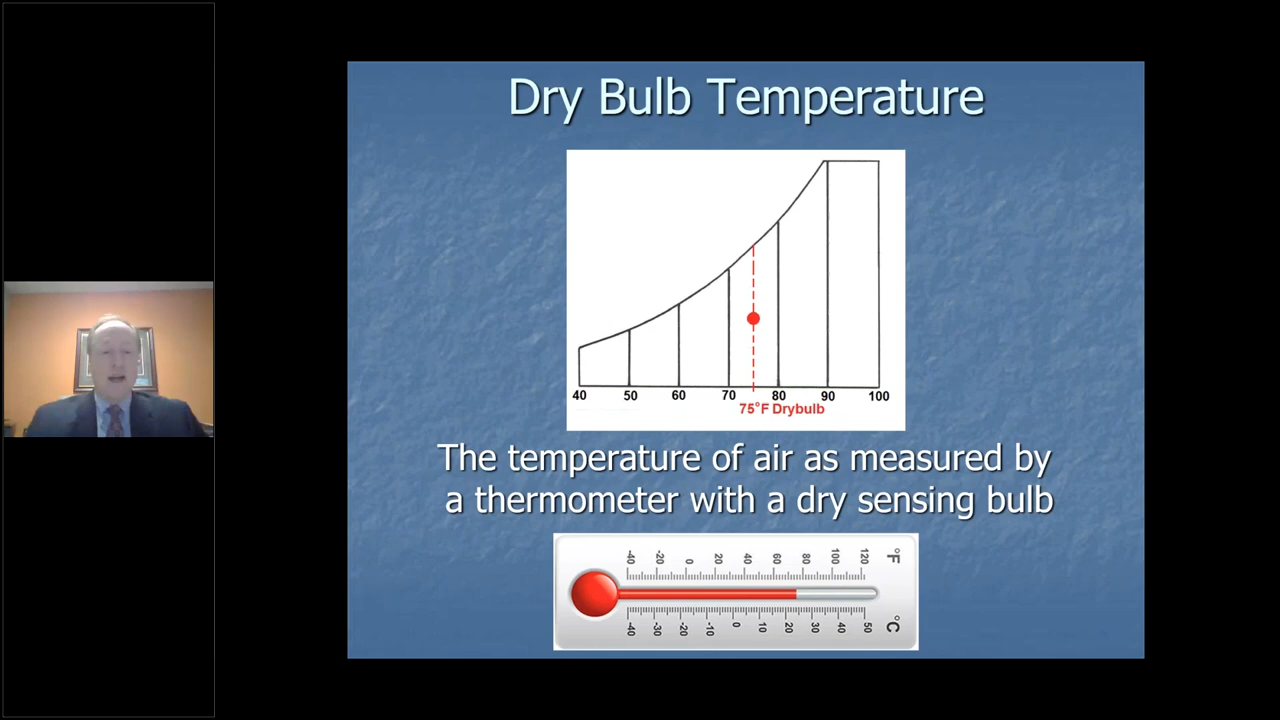 Dry Bulb Temperature
40 50 60 70 80 90 100
75°F Drybulb
The temperature of air as measured by
a thermometer with a dry sensing bulb
-40 -20 0 20 40 60 80 100 120 °F
-40 -30 -20 -10 0 10 20 30 40 50 °C